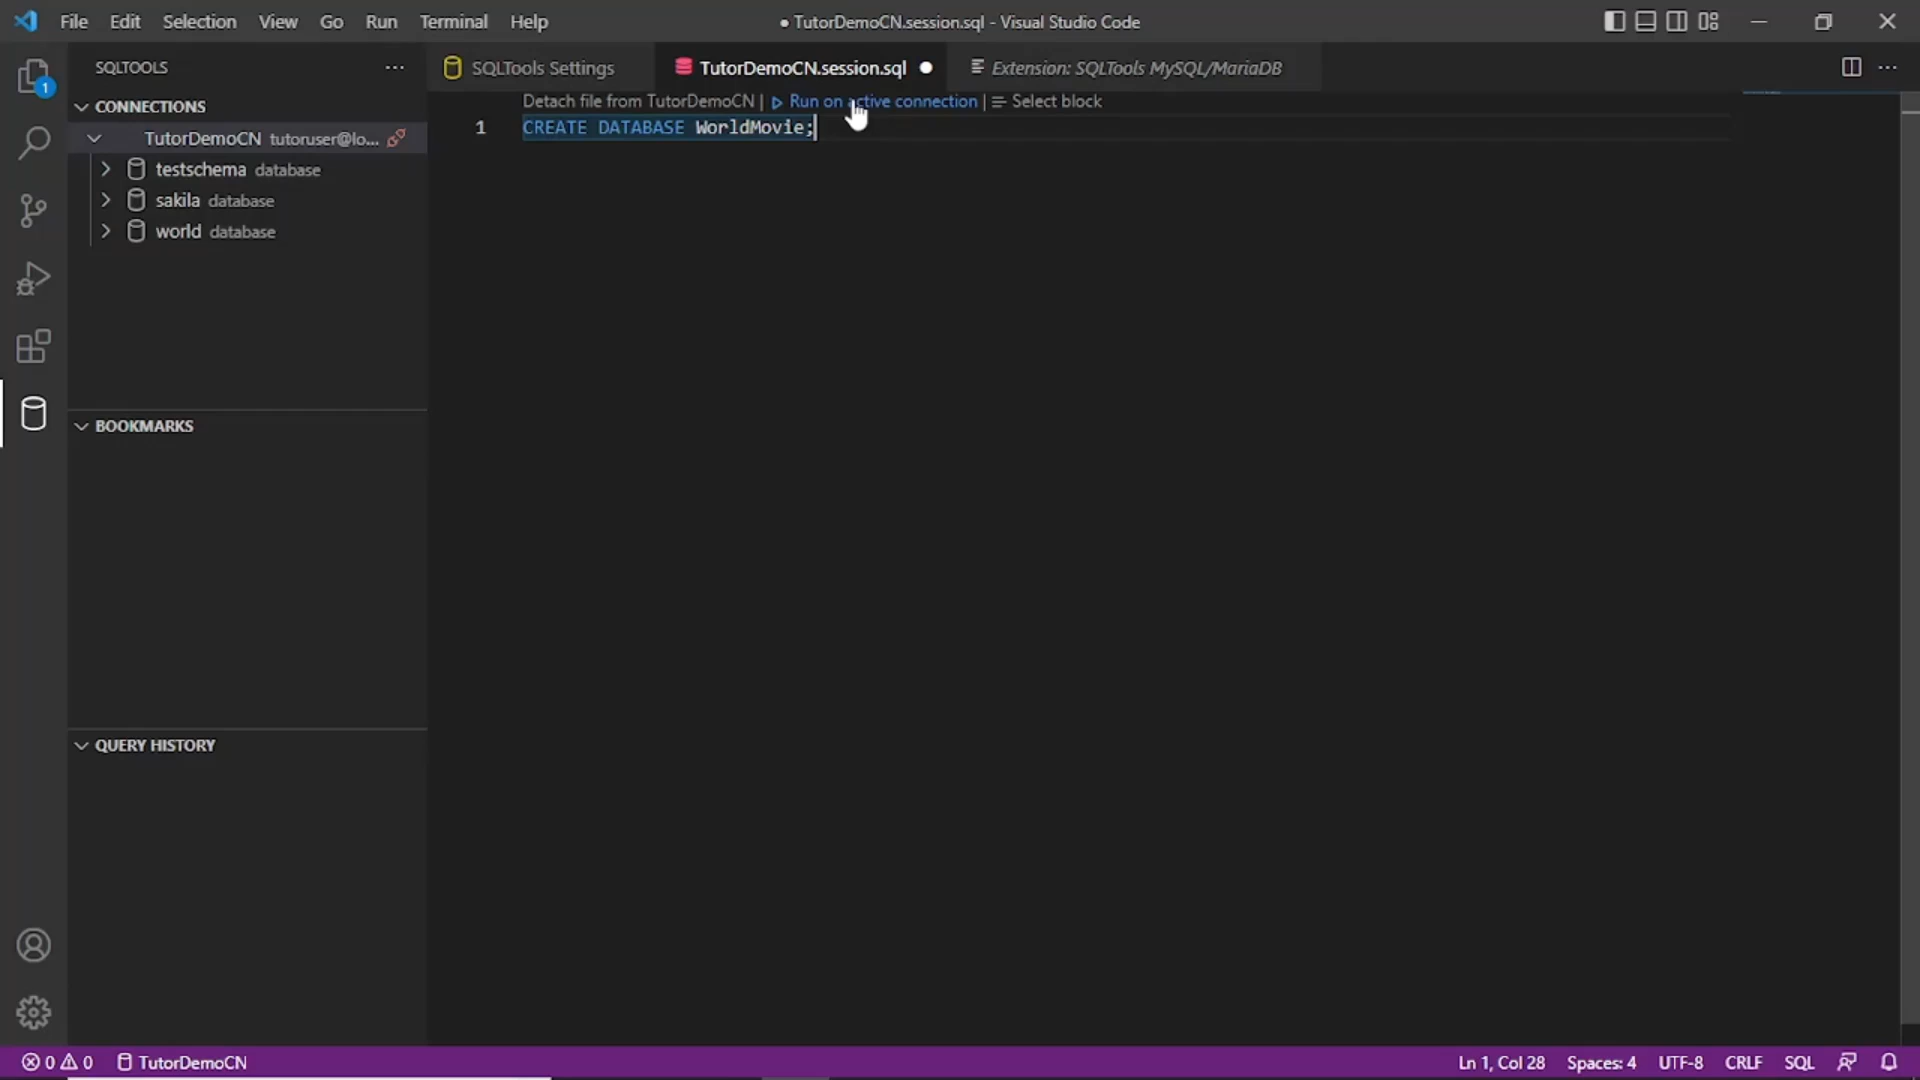 File Edit Selection View Go Run Terminal Help
● TutorDemoCN.session.sql - Visual Studio Code
SQLTOOLS
SQLTools Settings
TutorDemoCN.session.sql
Extension: SQLTools MySQL/MariaDB
1
CONNECTIONS
TutorDemoCN tutoruser@lo...
testschema database
sakila database
world database
Detach file from TutorDemoCN | Run on active connection | Select block
1 CREATE DATABASE WorldMovie;
BOOKMARKS
QUERY HISTORY
0 0 TutorDemoCN
Ln 1, Col 28 Spaces: 4 UTF-8 CRLF SQL